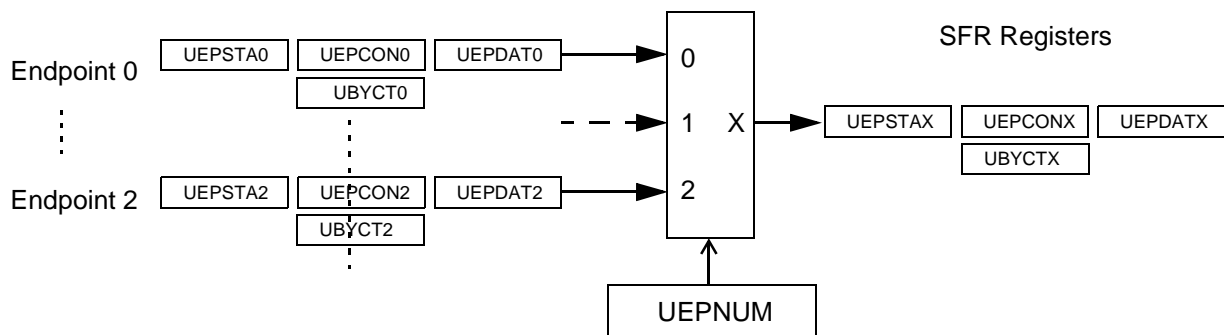 SFR Registers
Endpoint 0 UEPSTA0 UEPCON0 UEPDAT0 0
UBYCT0
1 X UEPSTAX UEPCONX UEPDATX
UBYCTX
Endpoint 2 UEPSTA2 UEPCON2 UEPDAT2 2
UBYCT2
UEPNUM